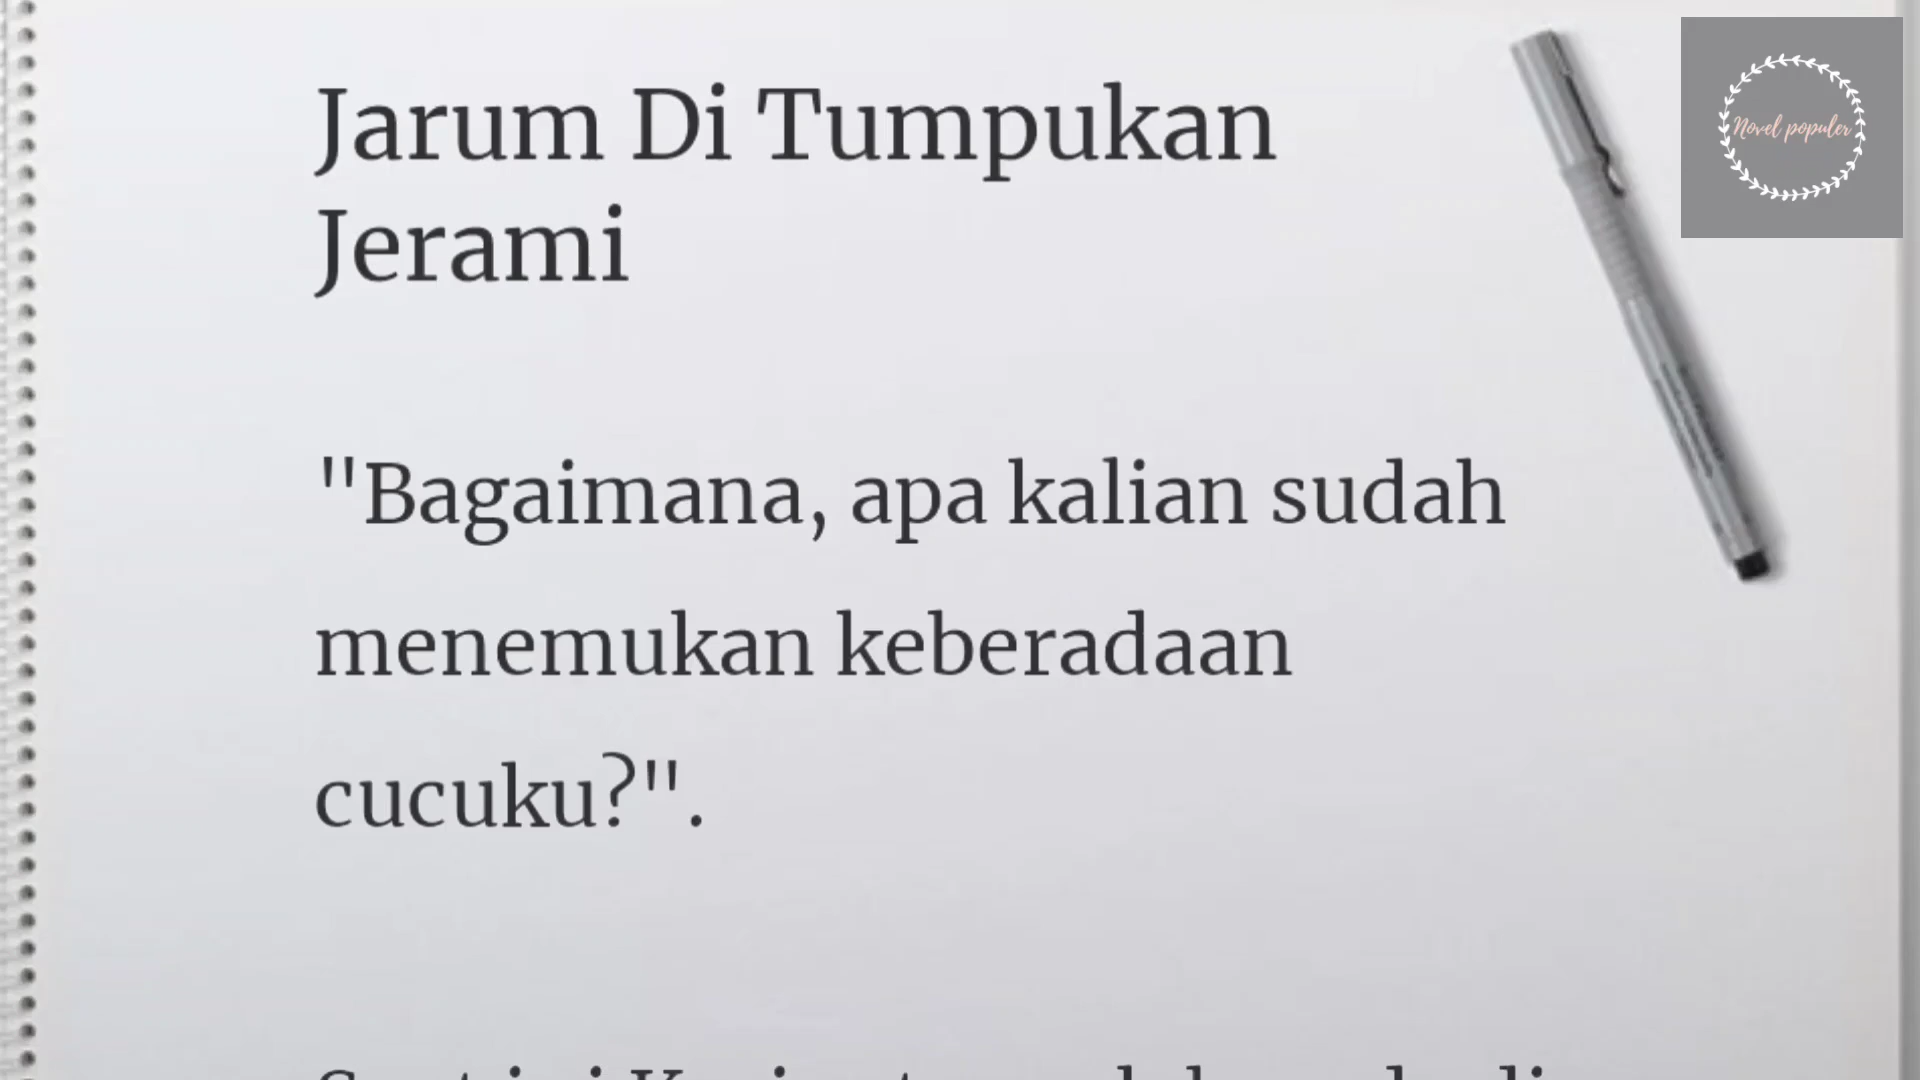 Jarum Di Tumpukan
Jerami
Novel populer
"Bagaimana, apa kalian sudah
menemukan keberadaan
cucuku?".